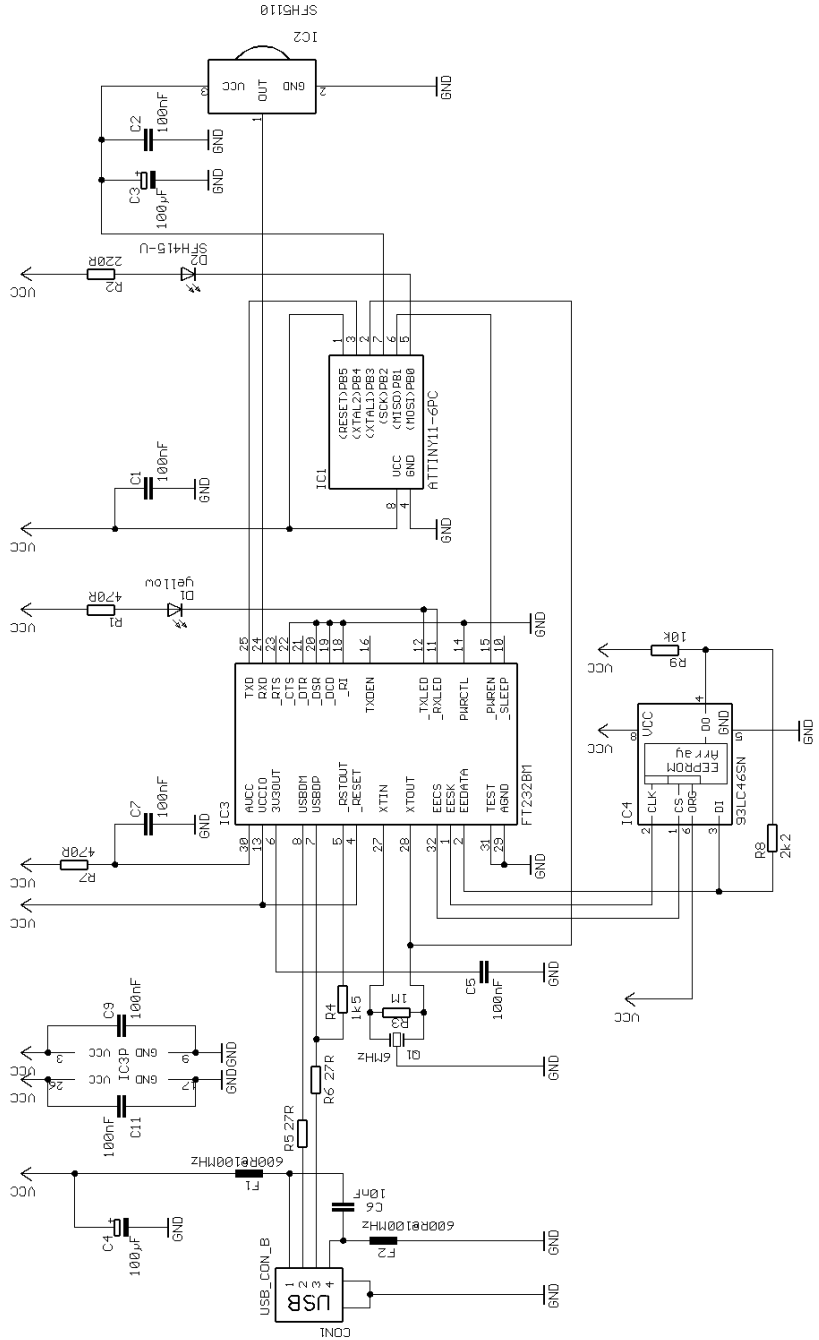 SFH5110
IC2
3
VCC
OUT
GND
2
1
GND
C2
100nF
GND
C3
+
100µF
GND
VCC
220R
R2
SFH415-U
D2
1
3
2
7
6
5
(RESET)PB5
(XTAL2)PB4
(XTAL1)PB3
(SCK)PB2
(MISO)PB1
(MOSI)PB0
VCC
GND
IC1
ATTINY11-6PC
8
4
GND
C1
100nF
GND
VCC
VCC
470R
R1
D1
yellow
25
24
23
22
21
20
19
18
16
12
11
14
15
10
GND
TXD
RXD
_RTS
_CTS
_DTR
_DSR
_DCD
_RI
TXDEN
_TXLED
_RXLED
PWRCTL
_PWREN
_SLEEP
AVCC
VCCIO
3V3OUT
USBDM
USBDP
_RSTOUT
_RESET
XTIN
XTOUT
EECS
EESK
EEDATA
TEST
AGND
IC3
FT232BM
30
13
6
8
7
5
4
27
28
32
1
2
31
29
GND
VCC
470R
R7
C7
100nF
GND
VCC
VCC
R9
10k
VCC
8
VCC
4
DO
GND
5
GND
EEPROM
Array
CLK
CS
ORG
DI
IC4
93LC46SN
2
1
6
3
R8
2k2
VCC
C5
100nF
GND
R4
1k5
1M
R3
6MHz
Q1
GND
C9
100nF
VCC
3
VCC
GND
9
GND
IC3P
VCC
26
VCC
GND
17
GND
100nF
C11
R6 27R
R5 27R
VCC
600R@100MHz
F1
C4
+
100µF
GND
10nF
C6
600R@100MHz
F2
GND
USB_CON_B
1
2
3
4
USB
CON1
GND